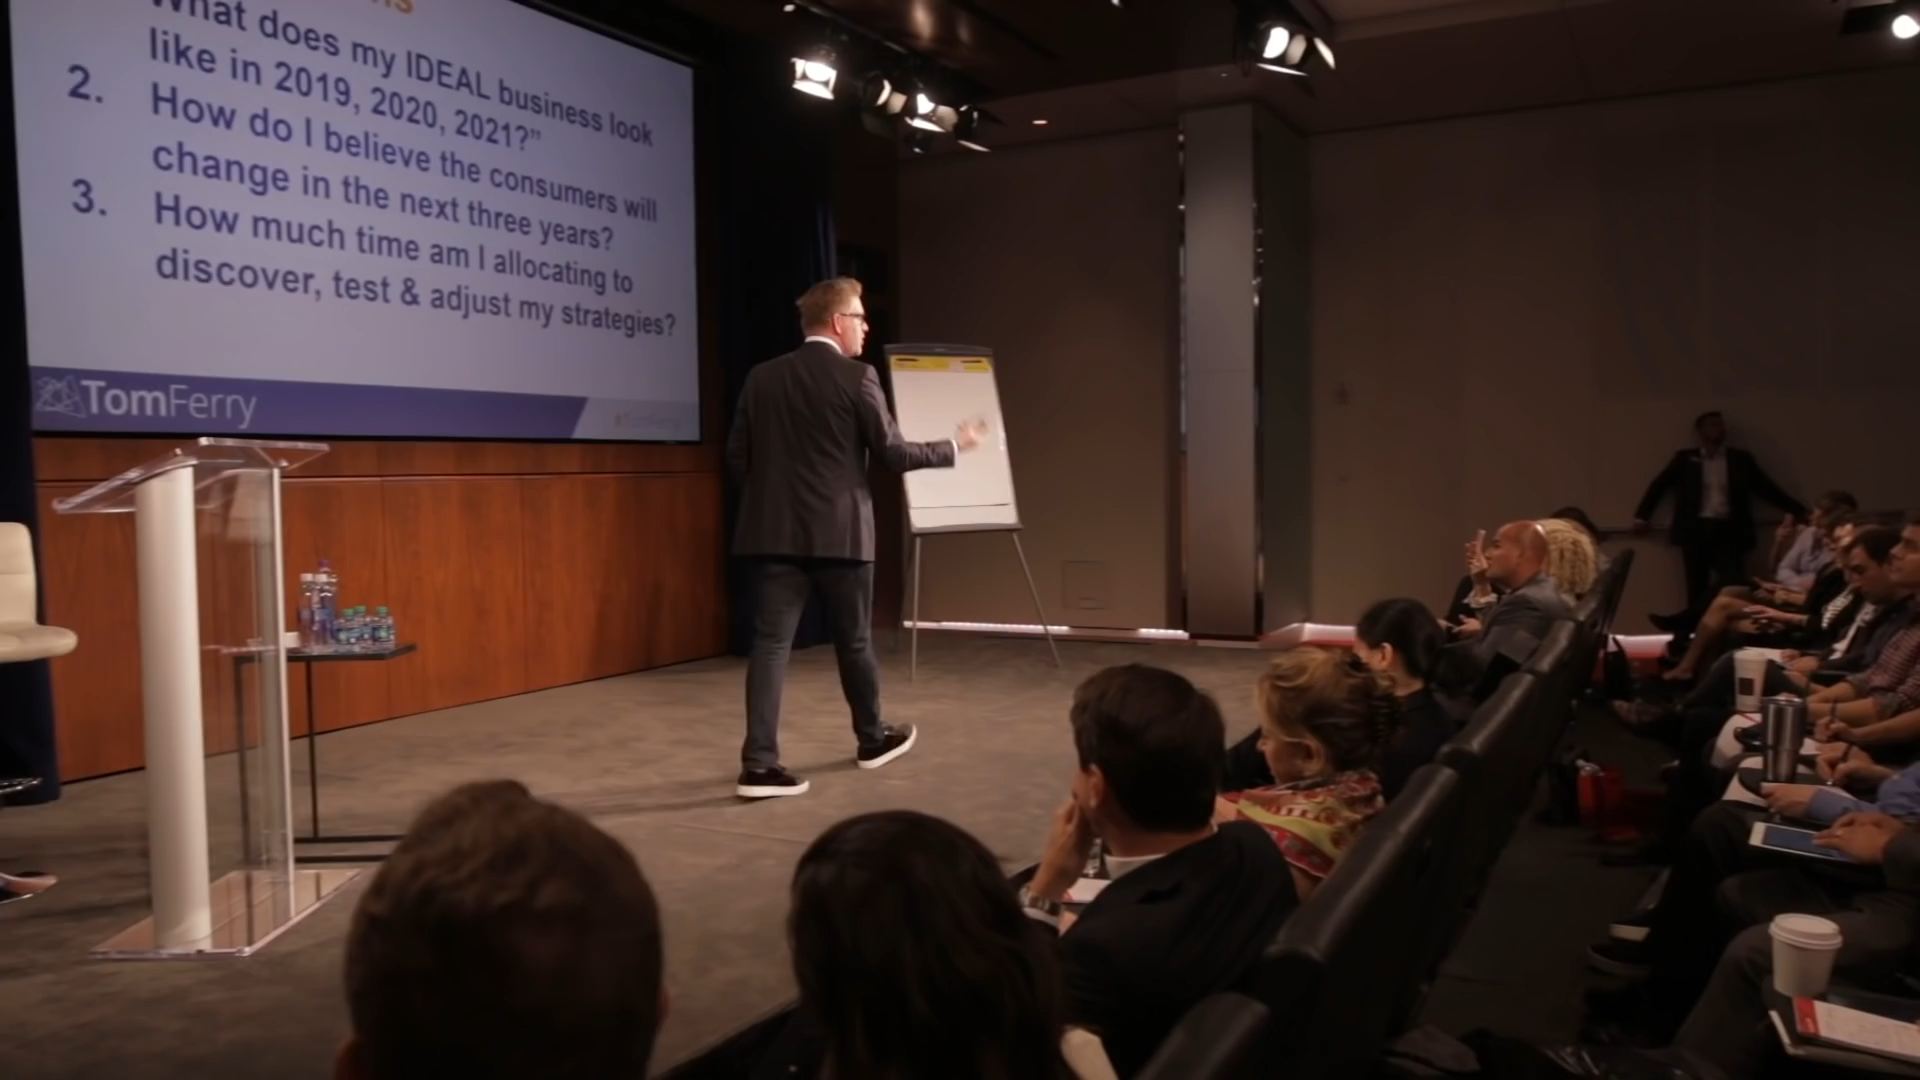 What does my IDEAL business look
like in 2019, 2020, 2021?”
2. How do I believe the consumers will
change in the next three years?
3. How much time am I allocating to
discover, test & adjust my strategies?
TomFerry